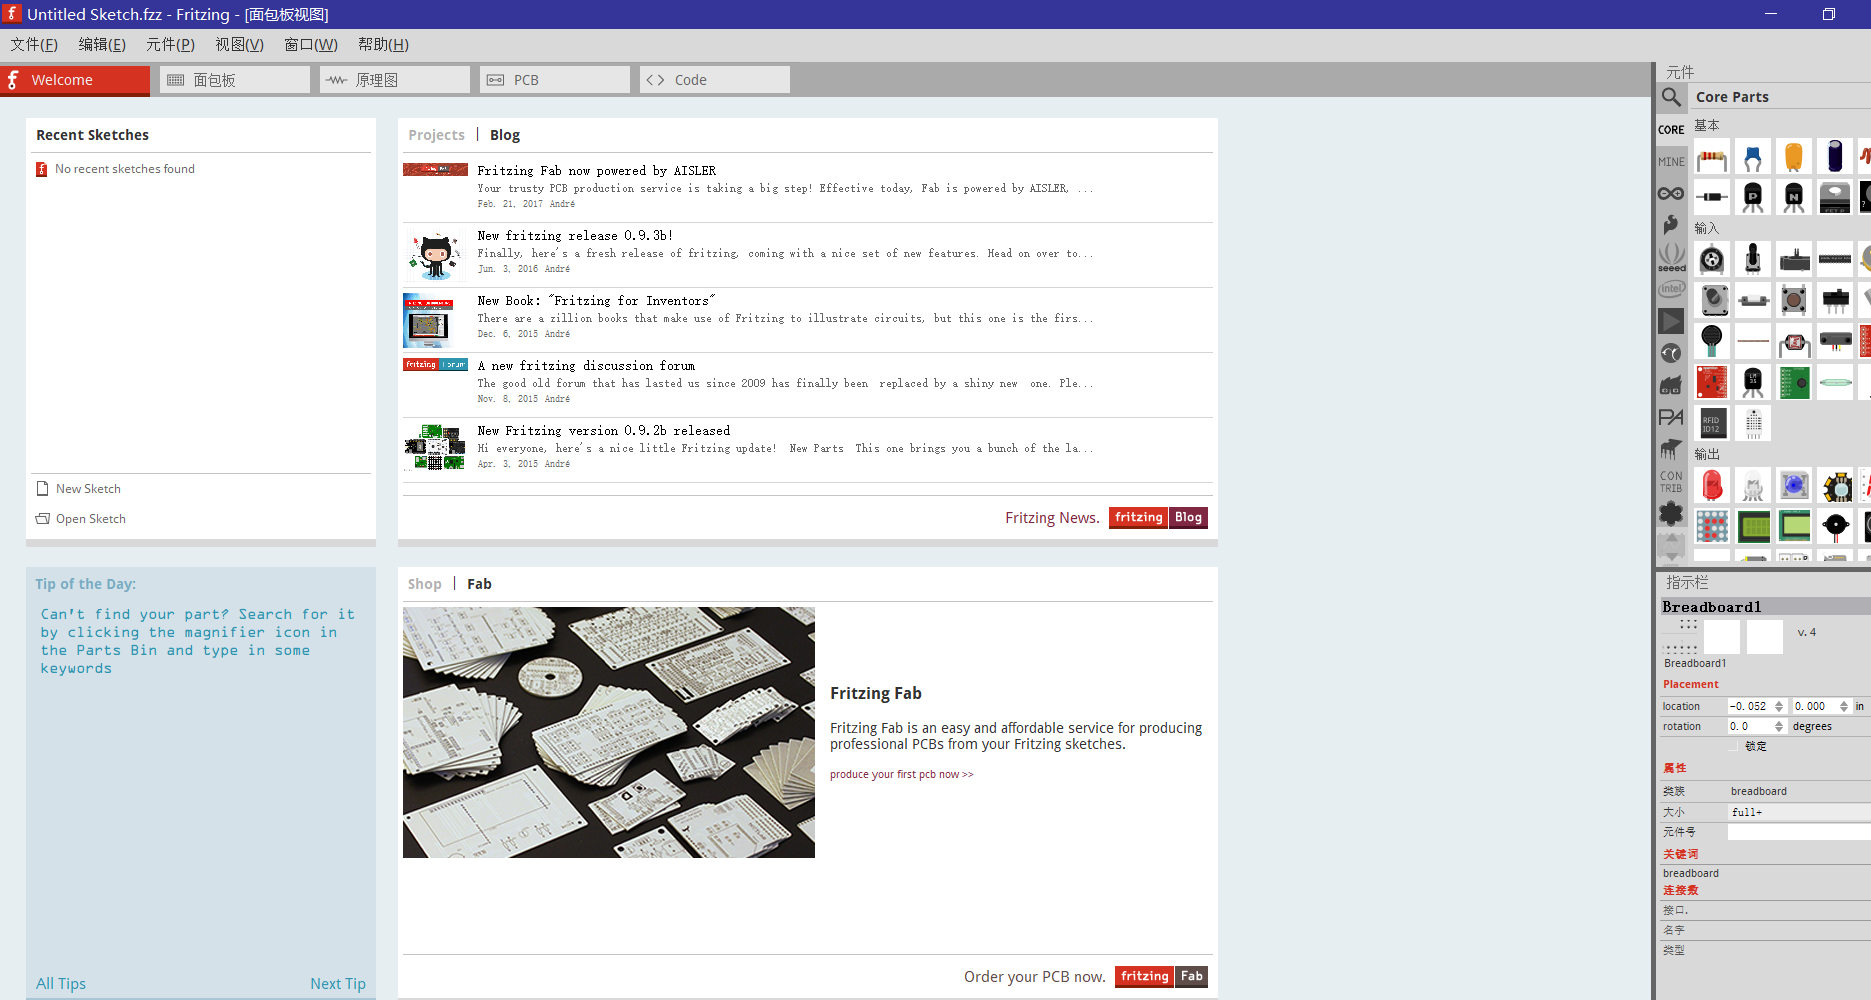 Untitled Sketch.fzz - Fritzing - [面包板视图]
文件(F) 编辑(E) 元件(P) 视图(V) 窗口(W) 帮助(H)
Welcome 面包板 原理图 PCB Code
Recent Sketches
No recent sketches found
New Sketch
Open Sketch
Projects | Blog
Fritzing Fab now powered by AISLER
Your trusty PCB production service is taking a big step! Effective today, Fab is powered by AISLER, ...
Feb. 21, 2017 André
New fritzing release 0.9.3b!
Finally, here's a fresh release of fritzing, coming with a nice set of new features. Head on over to...
Jun. 3, 2016 André
New Book: "Fritzing for Inventors"
There are a zillion books that make use of Fritzing to illustrate circuits, but this one is the firs...
Dec. 6, 2015 André
fritzing Forum
A new fritzing discussion forum
The good old forum that has lasted us since 2009 has finally been replaced by a shiny new one. Ple...
Nov. 8, 2015 André
New Fritzing version 0.9.2b released
Hi everyone, here's a nice little Fritzing update! New Parts This one brings you a bunch of the la...
Apr. 3, 2015 André
Fritzing News. fritzing Blog
Tip of the Day:
Can't find your part? Search for it
by clicking the magnifier icon in
the Parts Bin and type in some
keywords
All Tips Next Tip
Shop | Fab
Fritzing Fab
Fritzing Fab is an easy and affordable service for producing
professional PCBs from your Fritzing sketches.
produce your first pcb now >>
Order your PCB now. fritzing Fab
元件
Core Parts
CORE
MINE
seeed
intel
PA
CON
TRIB
基本
P
N
输入
LM
35
RFID
ID12
输出
指示栏
Breadboard1
v. 4
Breadboard1
Placement
location -0.052 0.000 in
rotation 0.0 degrees
锁定
属性
类族 breadboard
大小 full+
元件号
关键词
breadboard
连接数
接口.
名字
类型